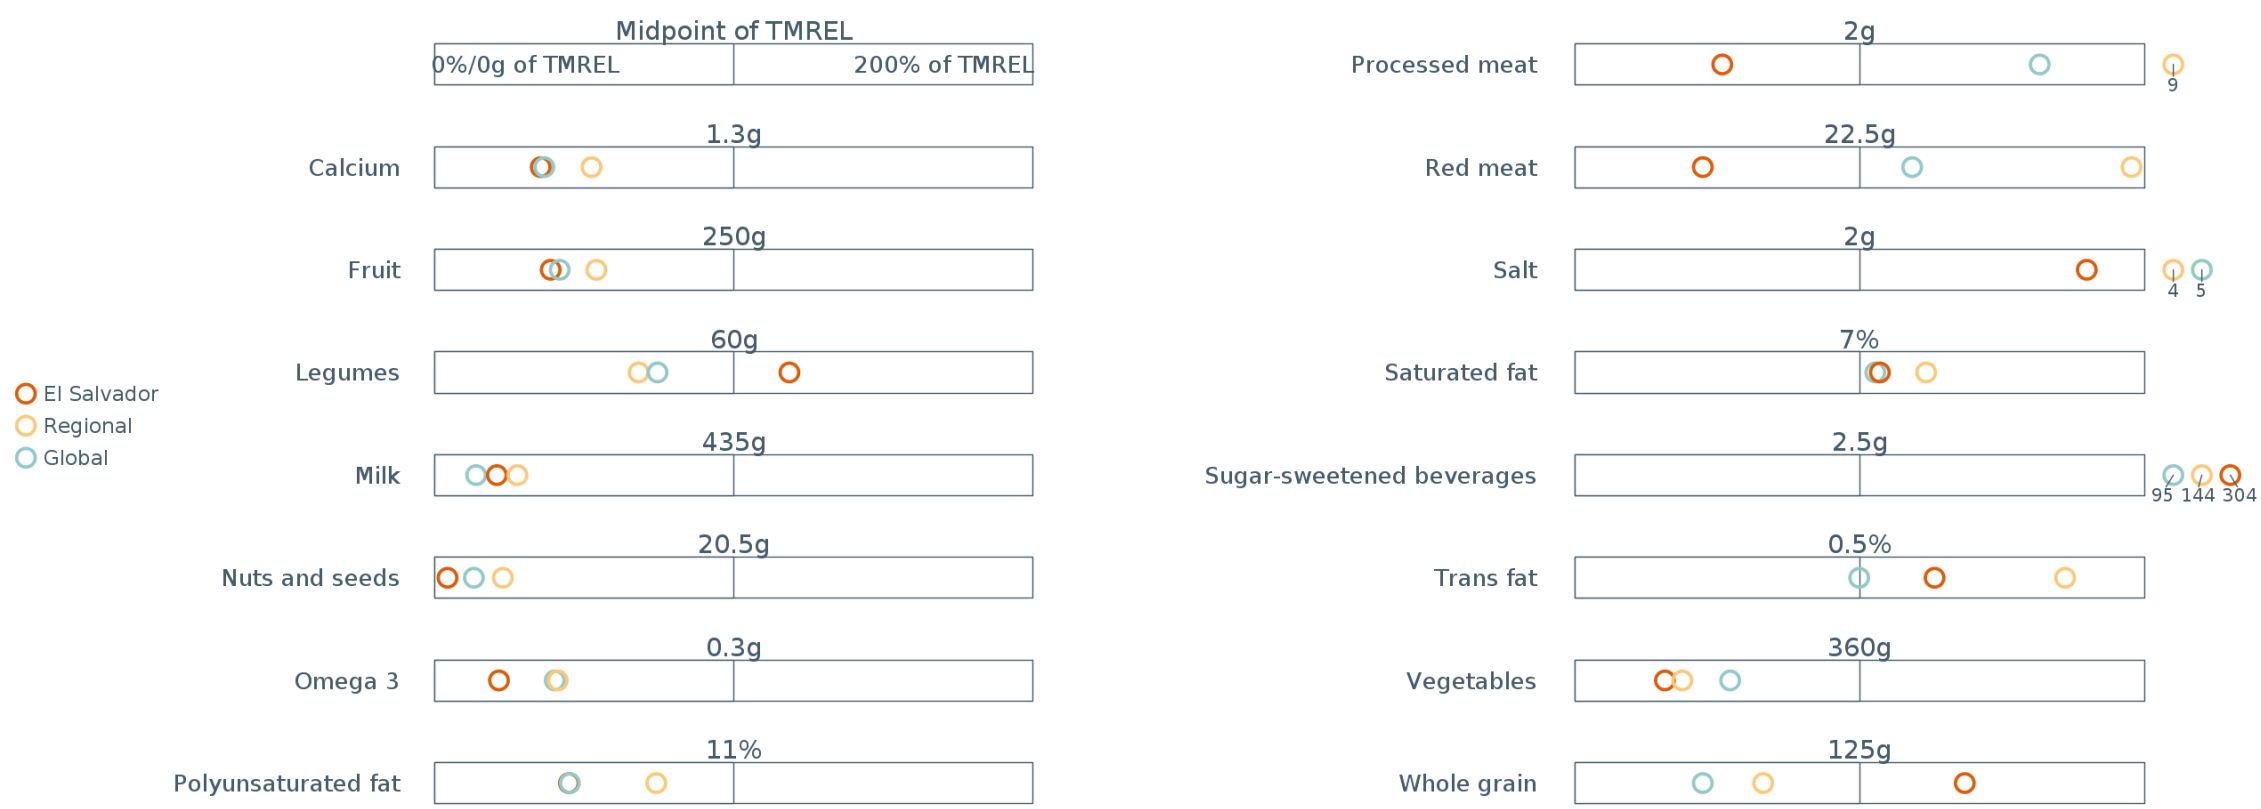 Midpoint of TMREL
0%/0g of TMREL 200% of TMREL
1.3g
Calcium
250g
Fruit
60g
Legumes
435g
Milk
20.5g
Nuts and seeds
0.3g
Omega 3
11%
Polyunsaturated fat
El Salvador
Regional
Global
2g
Processed meat
9
22.5g
Red meat
2g
Salt
4 5
7%
Saturated fat
2.5g
Sugar-sweetened beverages
95 144 304
0.5%
Trans fat
360g
Vegetables
125g
Whole grain